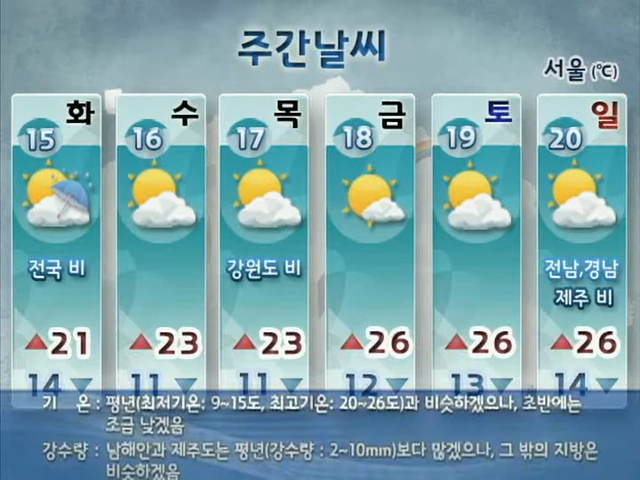 주간날씨
서울 (℃)
화 수 목 금 토 일
15 16 17 18 19 20
전국 비 강원도 비 전남,경남
제주 비
▲21 ▲23 ▲23 ▲26 ▲26 ▲26
14▼ 11▼ 11▼ 12▼ 13▼ 14▼
기 온 : 평년(최저기온: 9~15도, 최고기온: 20~26도)과 비슷하겠으나, 초반에는
조금 낮겠음
강수량 : 남해안과 제주도는 평년(강수량 : 2~10mm)보다 많겠으나, 그 밖의 지방은
비슷하겠음